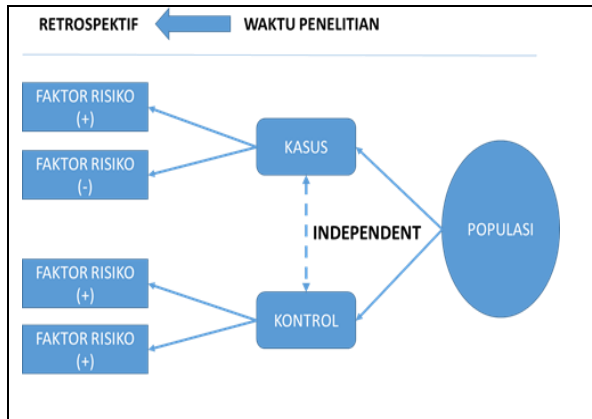 RETROSPEKTIF
WAKTU PENELITIAN
FAKTOR RISIKO
(+)
FAKTOR RISIKO
(-)
KASUS
INDEPENDENT
POPULASI
FAKTOR RISIKO
(+)
FAKTOR RISIKO
(+)
KONTROL